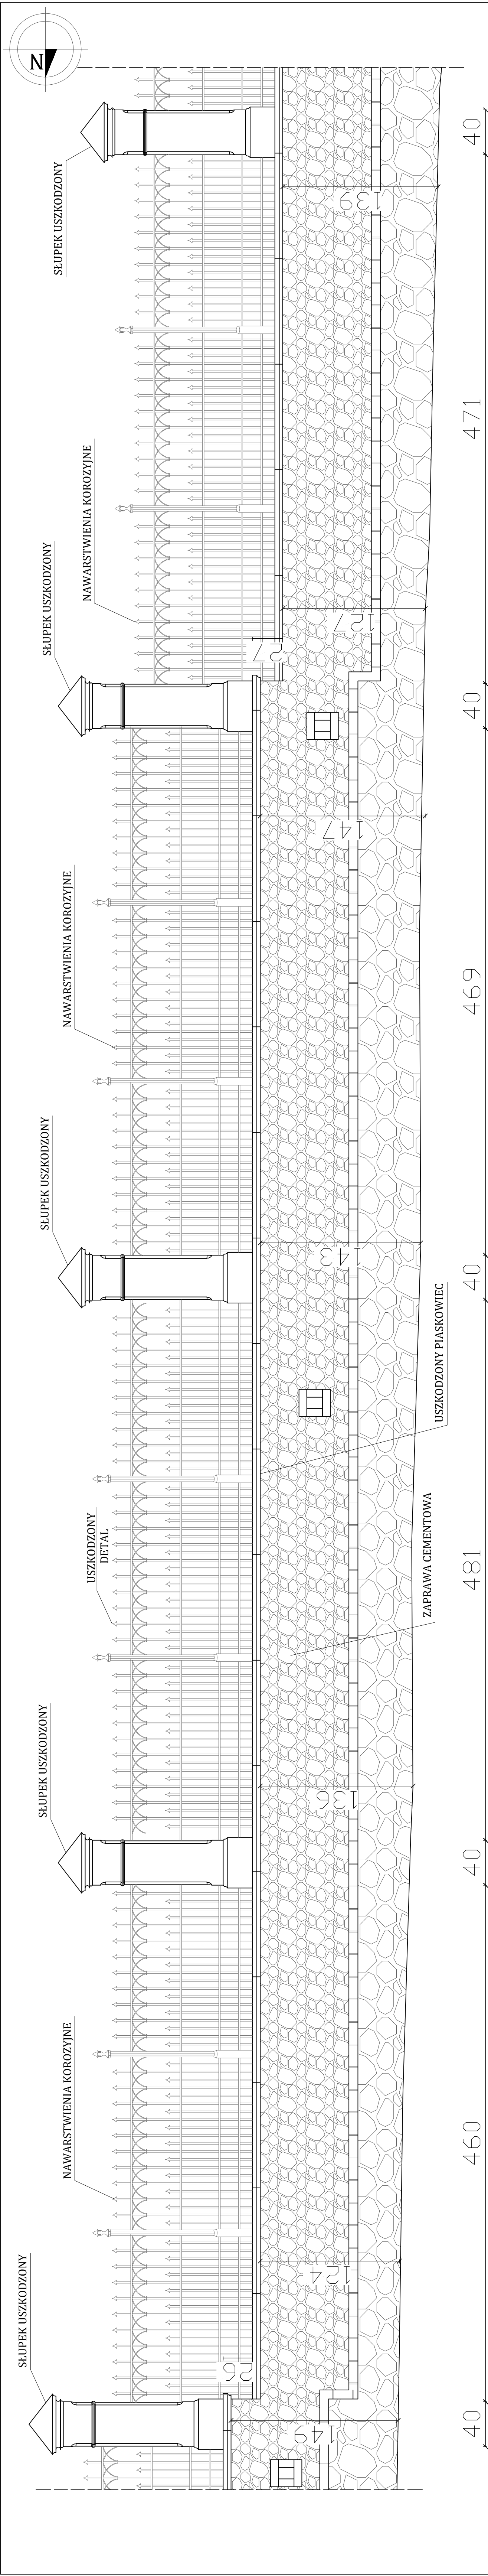 SŁUPEK USZKODZONY
NAWARSTWIENIA KOROZYJNE
SŁUPEK USZKODZONY
USZKODZONY
DETAL
SŁUPEK USZKODZONY
NAWARSTWIENIA KOROZYJNE
SŁUPEK USZKODZONY
NAWARSTWIENIA KOROZYJNE
SŁUPEK USZKODZONY
N
26
149
124
136
143
147
27
127
139
ZAPRAWA CEMENTOWA
USZKODZONY PIASKOWIEC
40
460
40
481
40
469
40
471
40